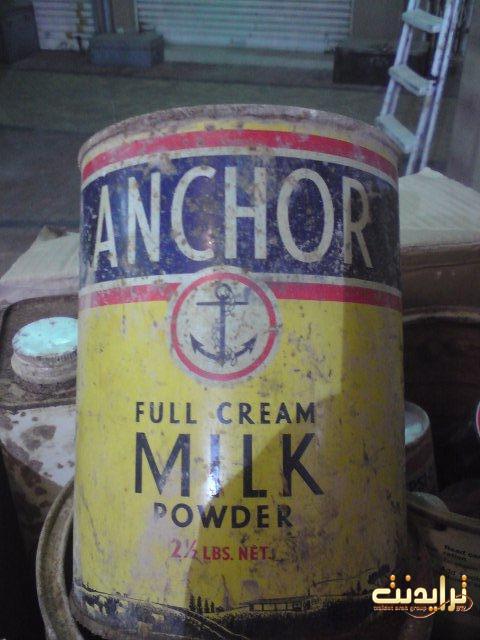 ANCHOR
FULL CREAM
MILK
POWDER
2½ LBS. NET.
ترايدنت